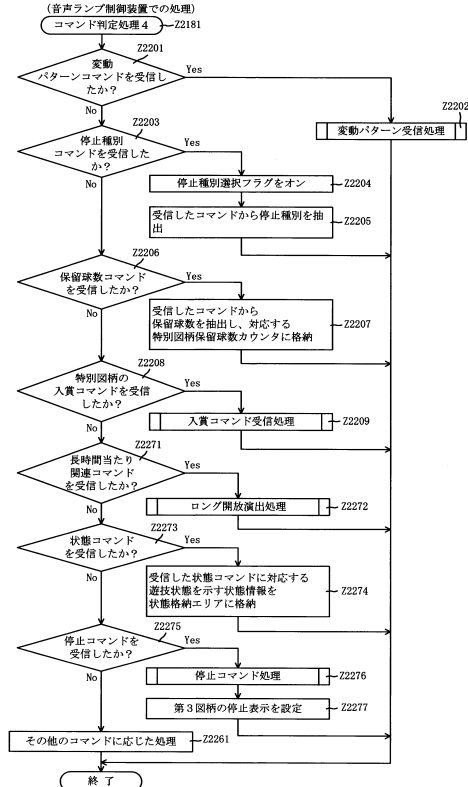 (音声ランプ制御装置での処理)
コマンド判定処理4
Z2181
Z2201
変動
パターンコマンドを受信し
たか？
Yes
No
Z2202
変動パターン受信処理
Z2203
停止種別
コマンドを受信した
か？
Yes
No
停止種別選択フラグをオン
Z2204
受信したコマンドから停止種別を抽
出
Z2205
Z2206
保留球数コマンド
を受信したか？
Yes
No
受信したコマンドから
保留球数を抽出し、対応する
特別図柄保留球数カウンタに格納
Z2207
Z2208
特別図柄の
入賞コマンドを受信
したか？
Yes
No
入賞コマンド受信処理
Z2209
Z2271
長時間当たり
関連コマンド
を受信したか？
Yes
No
ロング開放演出処理
Z2272
Z2273
状態コマンド
を受信したか？
Yes
No
受信した状態コマンドに対応する
遊技状態を示す状態情報を
状態格納エリアに格納
Z2274
Z2275
停止コマンドを
受信したか？
Yes
No
停止コマンド処理
Z2276
第3図柄の停止表示を設定
Z2277
その他のコマンドに応じた処理
Z2261
終了